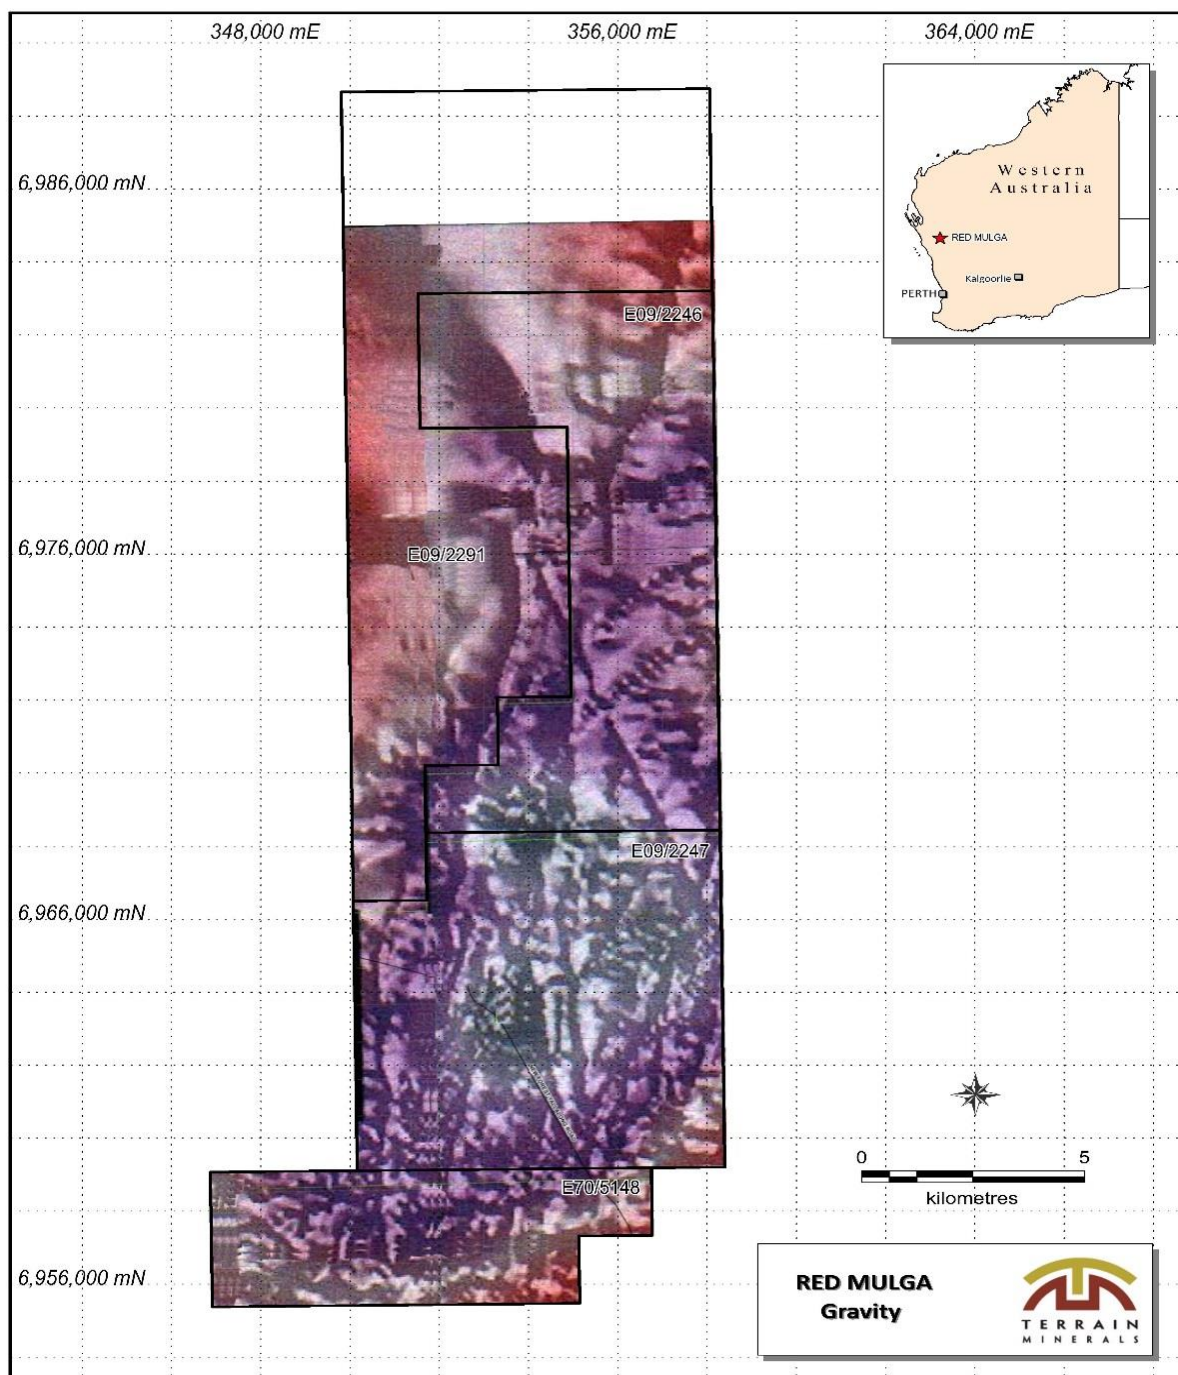 348,000 mE
356,000 mE
364,000 mE
6,986,000 mN
6,976,000 mN
6,966,000 mN
6,956,000 mN
Western
Australia
RED MULGA
Kalgoorlie
PERTH
E09/2246
E09/2291
E09/2247
E70/5148
0
5
kilometres
RED MULGA
Gravity
TERRAIN
MINERALS